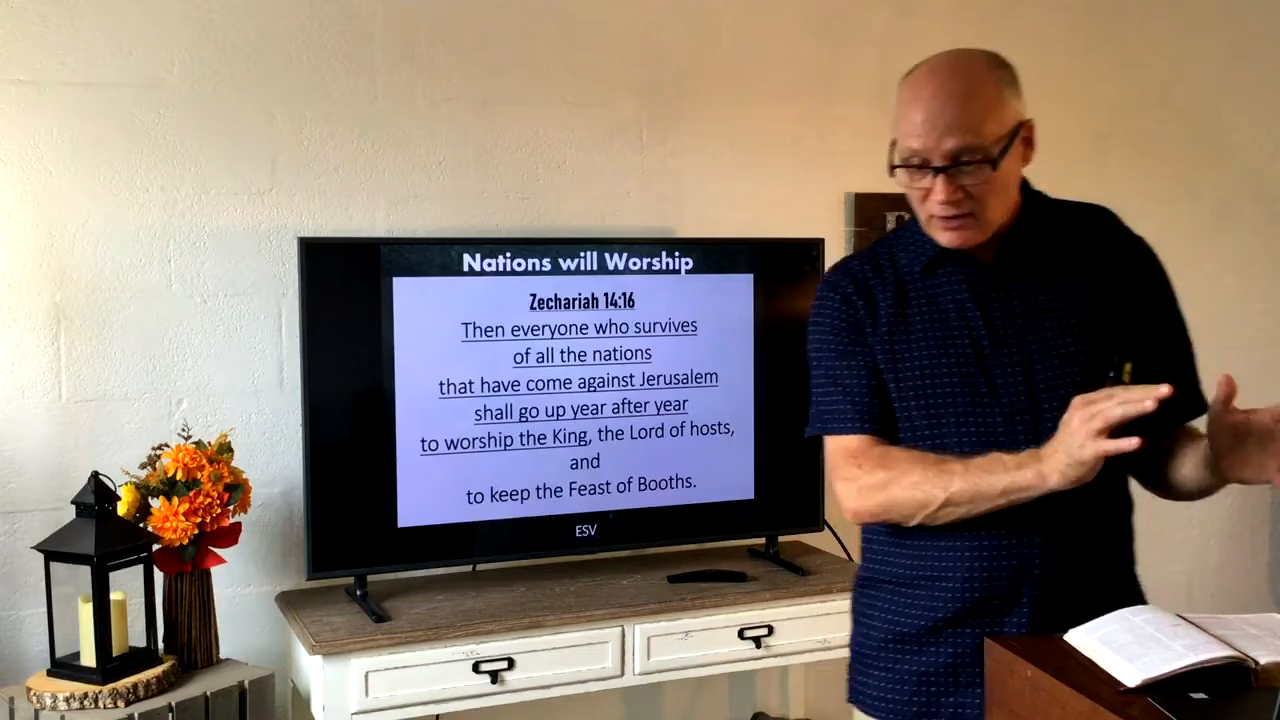 Nations will Worship
Zechariah 14:16
Then everyone who survives
of all the nations
that have come against Jerusalem
shall go up year after year
to worship the King, the Lord of hosts,
and
to keep the Feast of Booths.
ESV